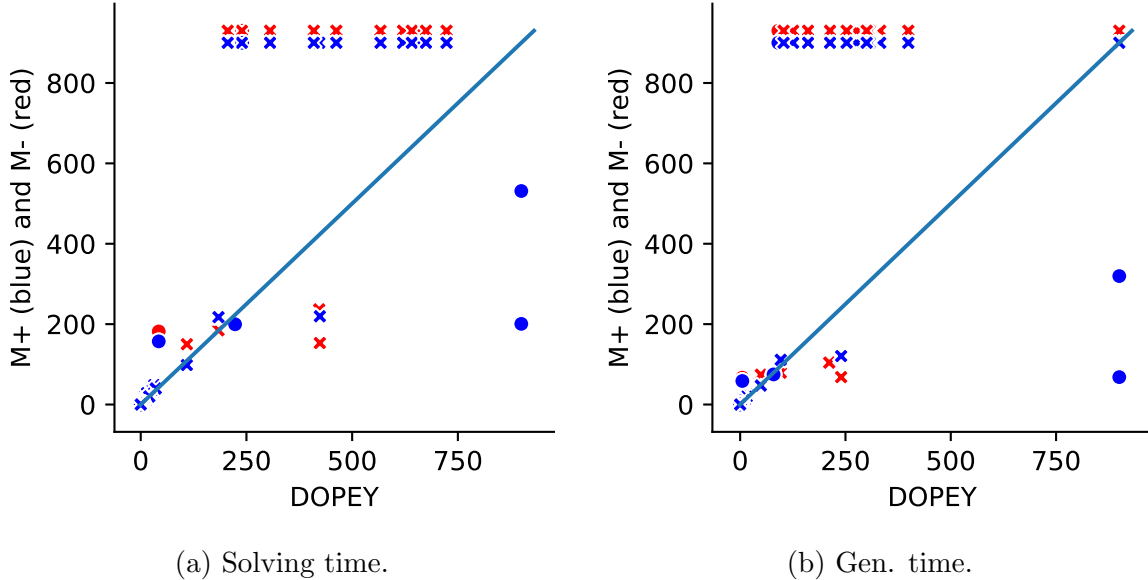 M+ (blue) and M- (red)
800
600
400
200
0
0 250 500 750
DOPEY
(a) Solving time.
M+ (blue) and M- (red)
800
600
400
200
0
0 250 500 750
DOPEY
(b) Gen. time.